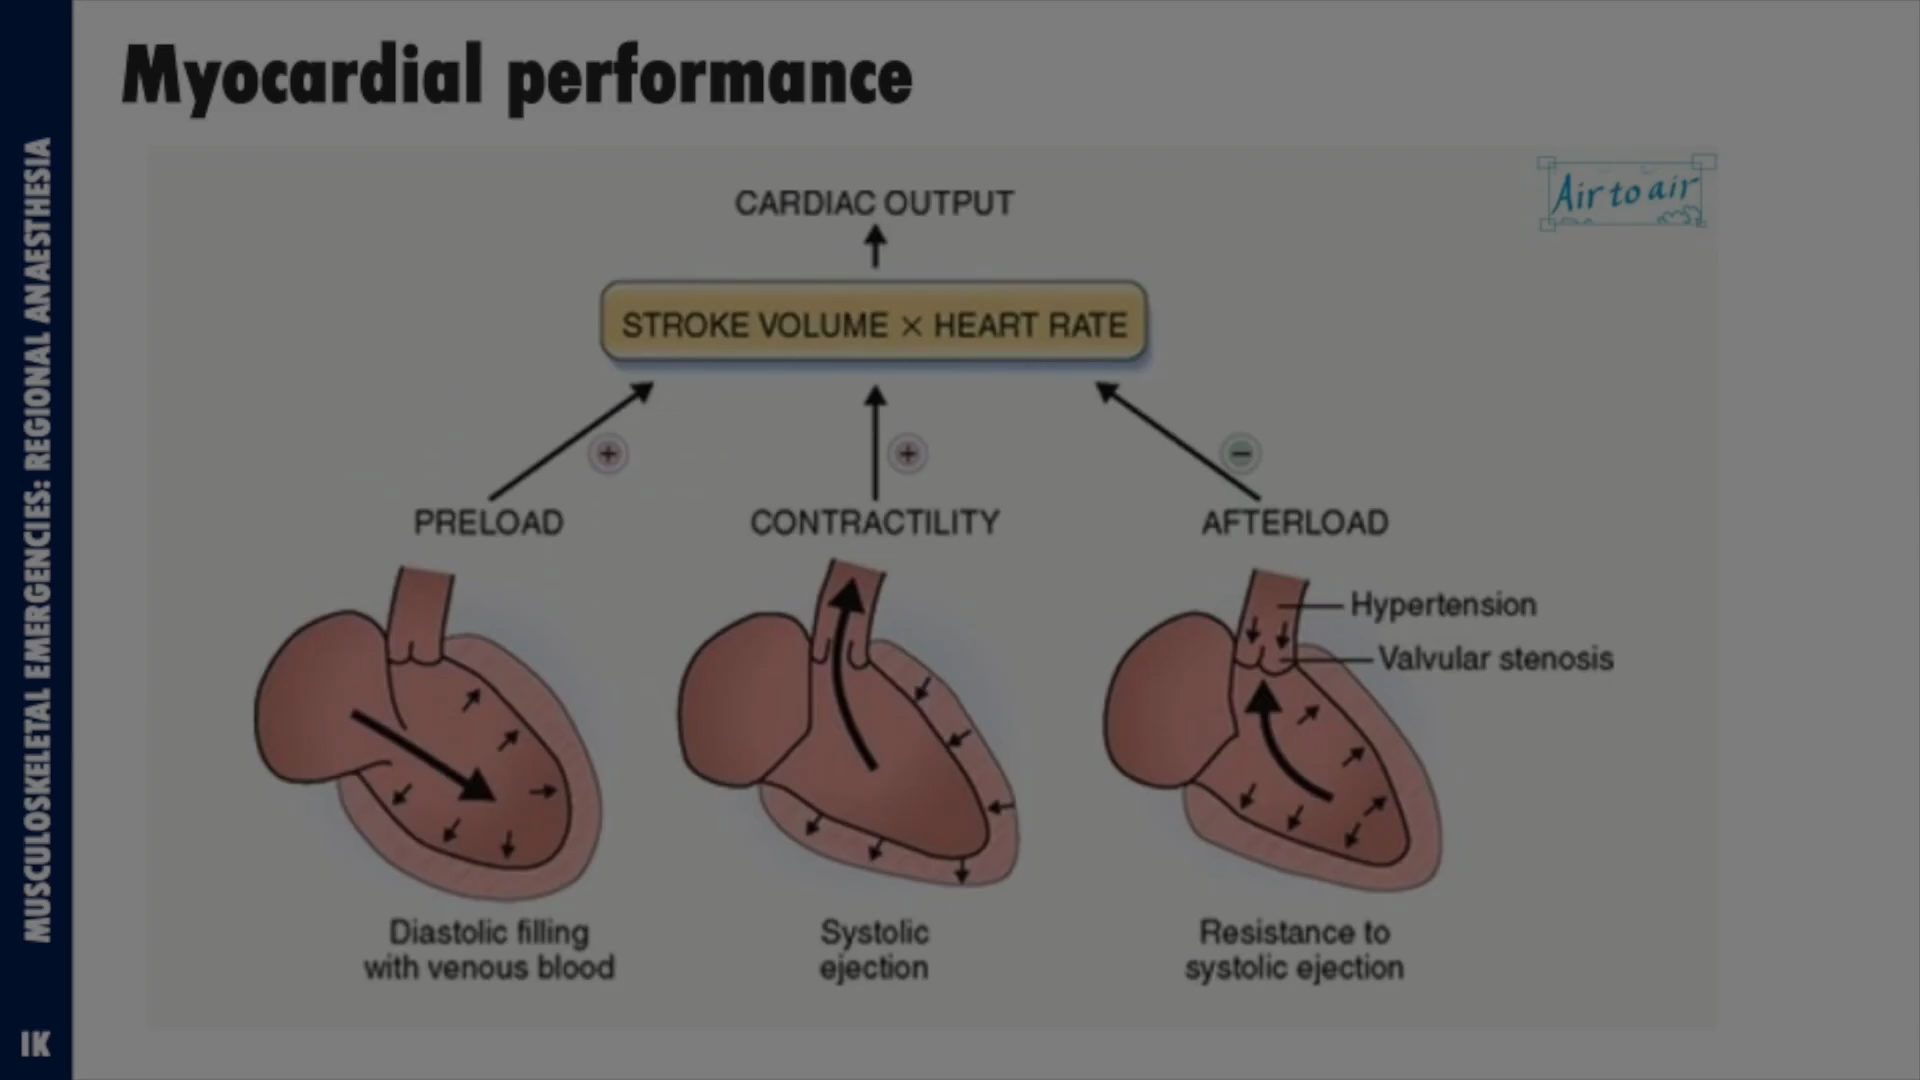 Myocardial performance
MUSCULOSKELETAL EMERGENCIES: REGIONAL ANAESTHESIA
IK
Air to air
CARDIAC OUTPUT
STROKE VOLUME × HEART RATE
+
+
−
PRELOAD
CONTRACTILITY
AFTERLOAD
Hypertension
Valvular stenosis
Diastolic filling
with venous blood
Systolic
ejection
Resistance to
systolic ejection